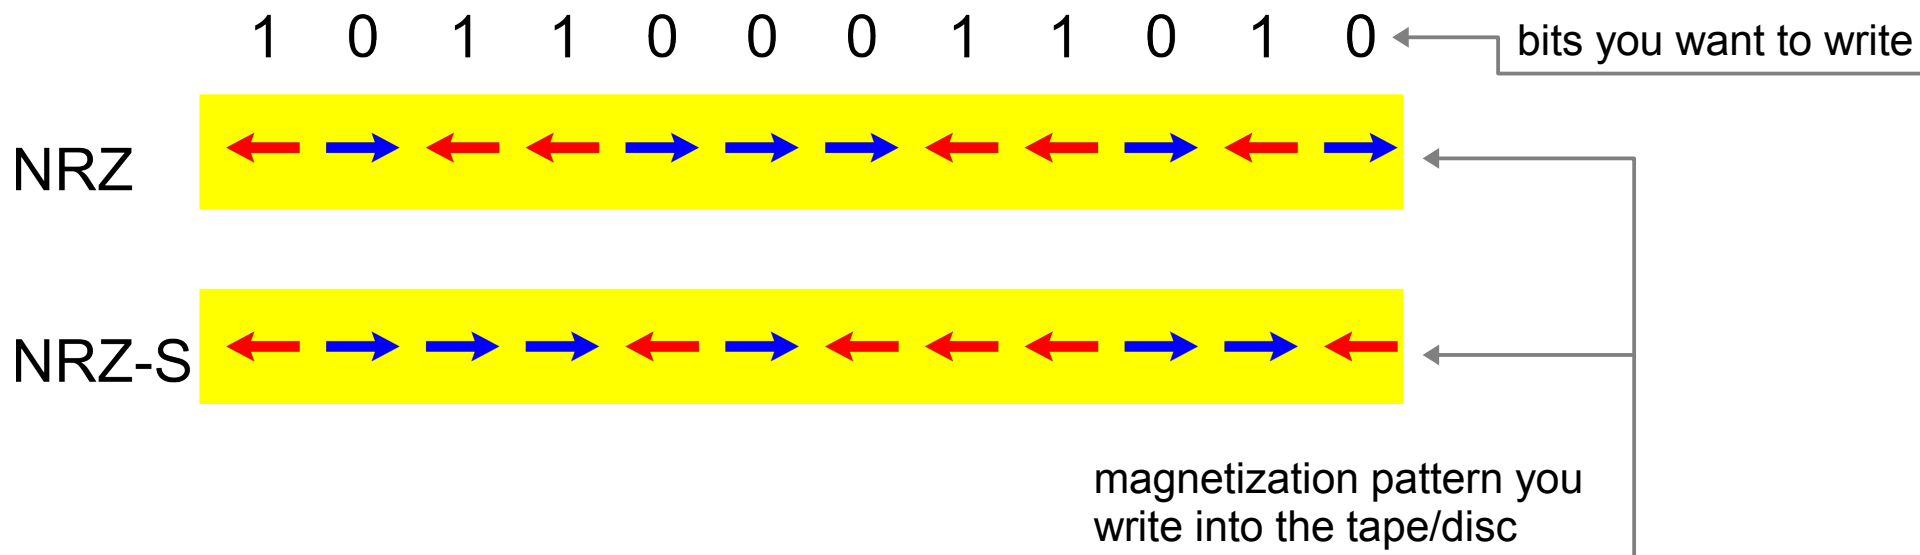 1 0 1 1 0 0 0 1 1 0 1 0
bits you want to write
NRZ
NRZ-S
magnetization pattern you
write into the tape/disc